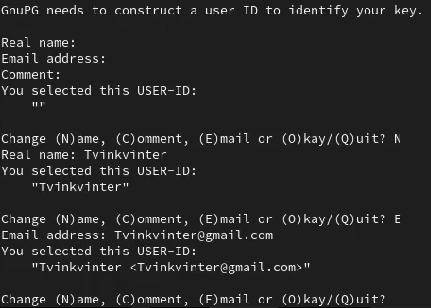 GnuPG needs to construct a user ID to identify your key.
Real name:
Email address:
Comment:
You selected this USER-ID:
""
Change (N)ame, (C)omment, (E)mail or (O)kay/(Q)uit? N
Real name: Tvinkvinter
You selected this USER-ID:
"Tvinkvinter"
Change (N)ame, (C)omment, (E)mail or (O)kay/(Q)uit? E
Email address: Tvinkvinter@gmail.com
You selected this USER-ID:
"Tvinkvinter <Tvinkvinter@gmail.com>"
Change (N)ame, (C)omment, (E)mail or (O)kay/(Q)uit?